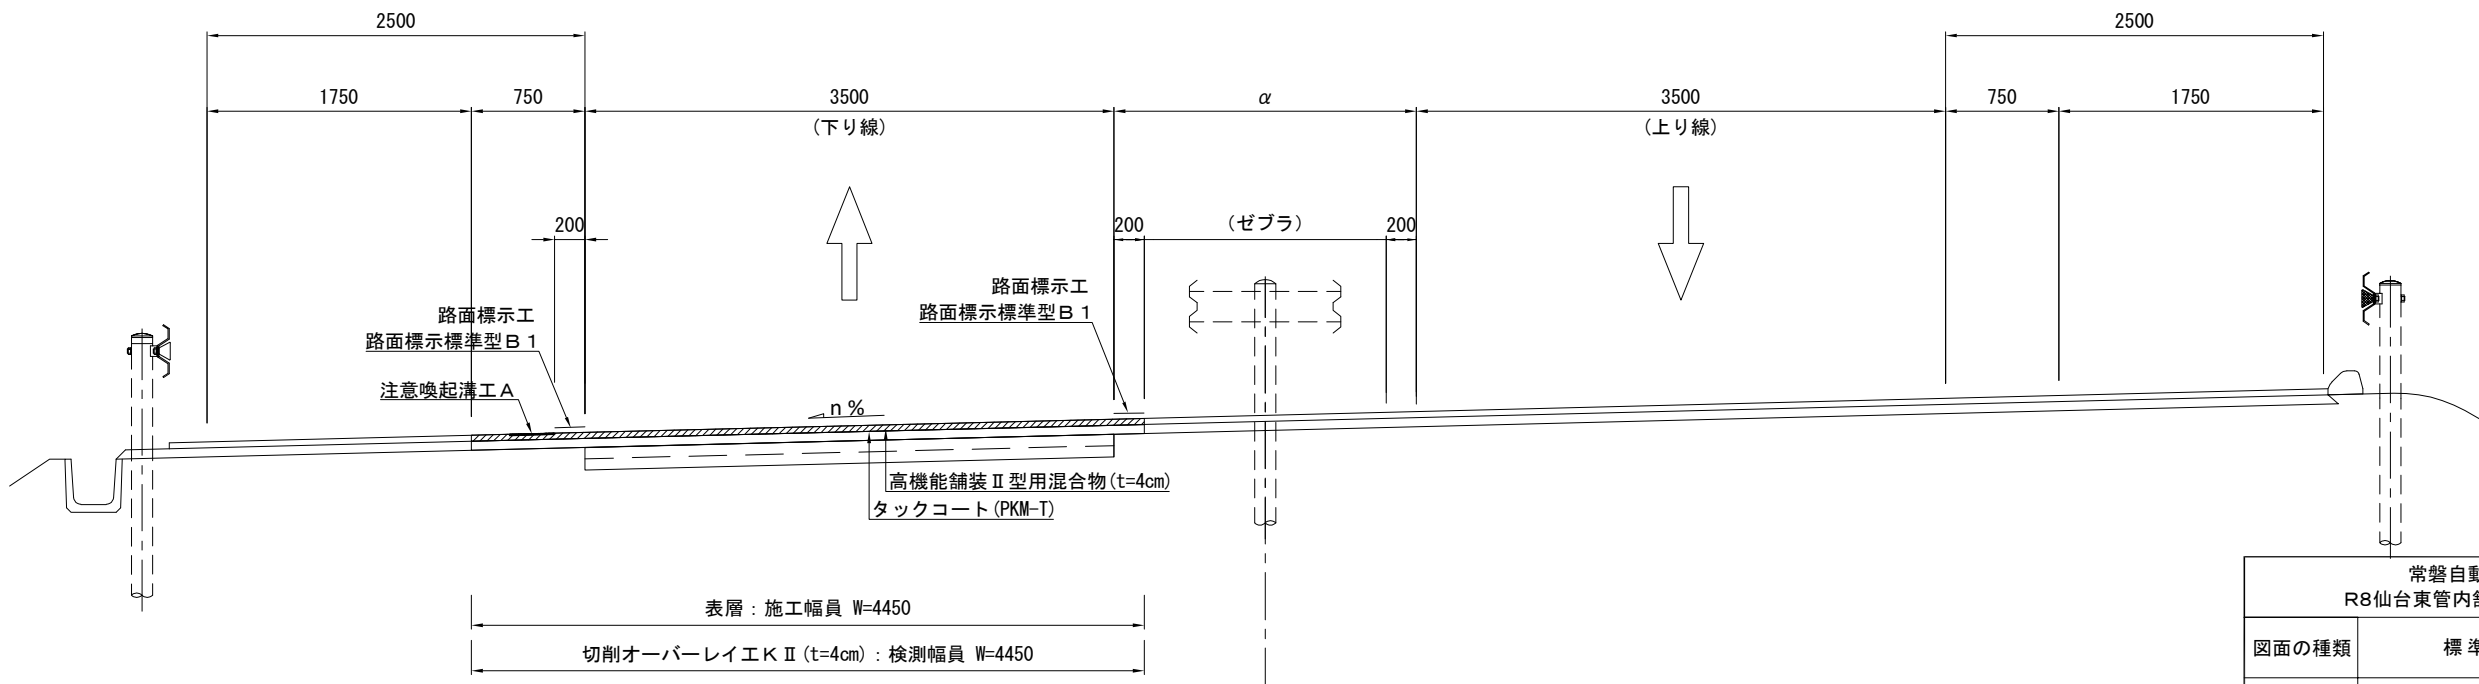 2500
2500
1750
750
3500
α
3500
750
1750
(下り線)
(上り線)
200
200
(ゼブラ)
200
路面標示工
路面標示標準型B1
路面標示工
路面標示標準型B1
注意喚起溝工A
n%
高機能舗装Ⅱ型用混合物(t=4cm)
タックコート(PKM-T)
表層:施工幅員 W=4450
切削オーバーレイ工KⅡ(t=4cm):検測幅員 W=4450
常磐自動
R8仙台東管内
図面の種類
標準